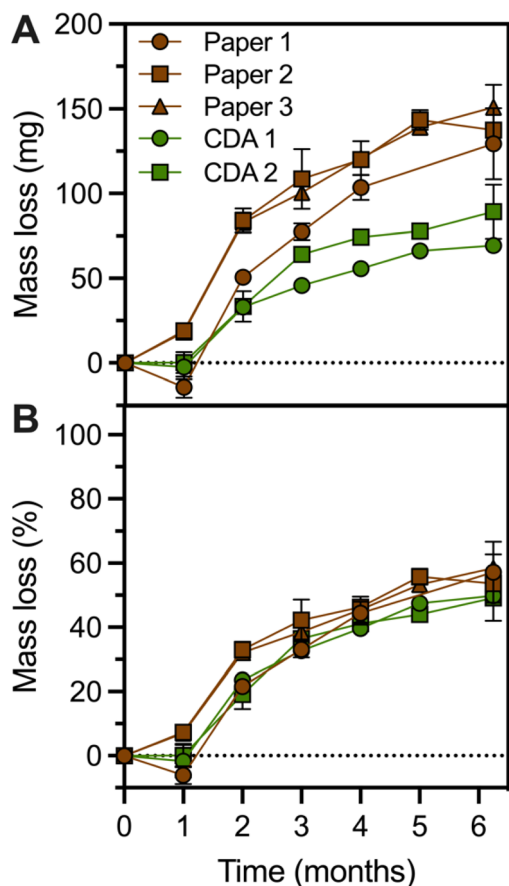 A
Mass loss (mg)
200
150
100
50
0
Paper 1
Paper 2
Paper 3
CDA 1
CDA 2
B
Mass loss (%)
100
80
60
40
20
0
0 1 2 3 4 5 6
Time (months)